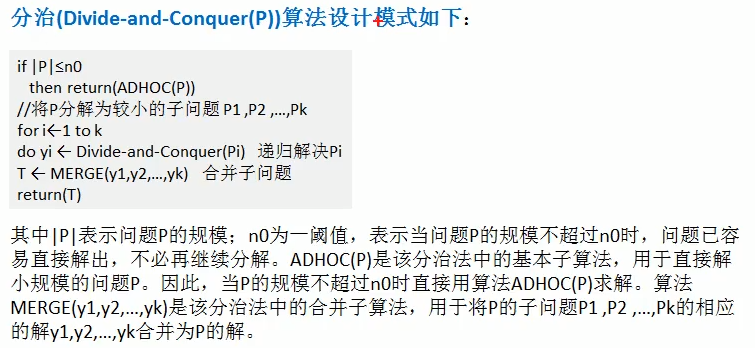 分治(Divide-and-Conquer(P))算法设计模式如下：
if |P|≤n0
then return(ADHOC(P))
//将P分解为较小的子问题 P1 ,P2 ,...,Pk
for i←1 to k
do yi ← Divide-and-Conquer(Pi) 递归解决Pi
T ← MERGE(y1,y2,...,yk) 合并子问题
return(T)
其中|P|表示问题P的规模；n0为一阈值，表示当问题P的规模不超过n0时，问题已容
易直接解出，不必再继续分解。ADHOC(P)是该分治法中的基本子算法，用于直接解
小规模的问题P。因此，当P的规模不超过n0时直接用算法ADHOC(P)求解。算法
MERGE(y1,y2,...,yk)是该分治法中的合并子算法，用于将P的子问题P1 ,P2 ,...,Pk的相应
的解y1,y2,...,yk合并为P的解。